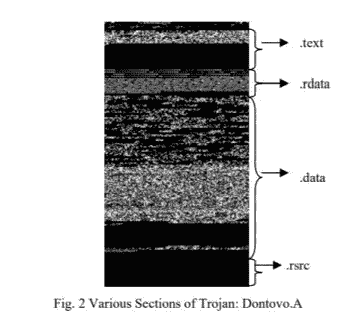 .text
.rdata
.data
.rsrc
Fig. 2 Various Sections of Trojan: Dontovo.A